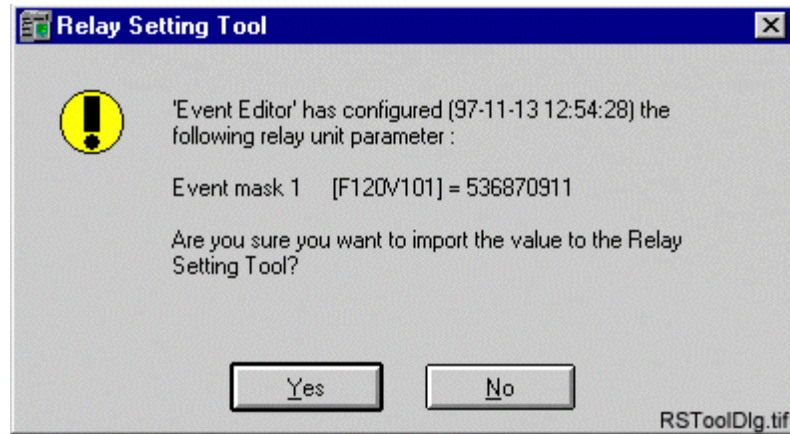 Relay Setting Tool
'Event Editor' has configured (97-11-13 12:54:28) the
following relay unit parameter :
Event mask 1 [F120V101] = 536870911
Are you sure you want to import the value to the Relay
Setting Tool?
Yes No
RSToolDlg.tif